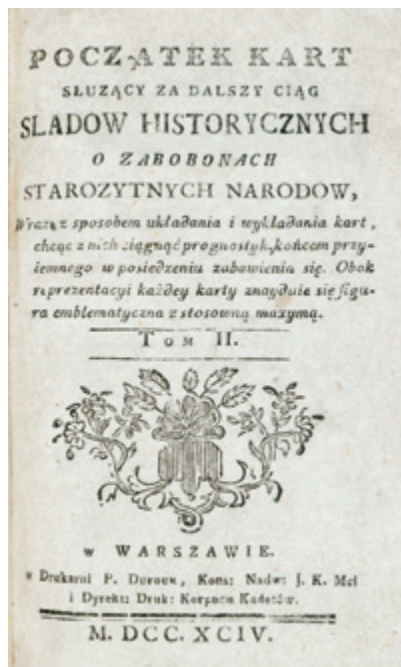 POCZĄTEK KART
SŁUZĄCY ZA DALSZY CIĄG
SLADOW HISTORYCZNYCH
O ZABOBONACH
STAROZYTNYCH NARODOW,
Wraz z sposobem układania i wykładania kart,
chcąc z nich ciągnąć prognostyk, końcem przy-
iemnego w posiedzeniu zabawienia się. Obok
reprezentacyi każdey karty znayduie się figu-
ra emblematyczna z stosowną maxymą.
TOM II.
w WARSZAWIE.
w Drukarni P. DUFOUR, Kons: Nadw: J. K. Mci
i Dyrekt: Druk: Korpusu Kadetów.
M. DCC. XCIV.